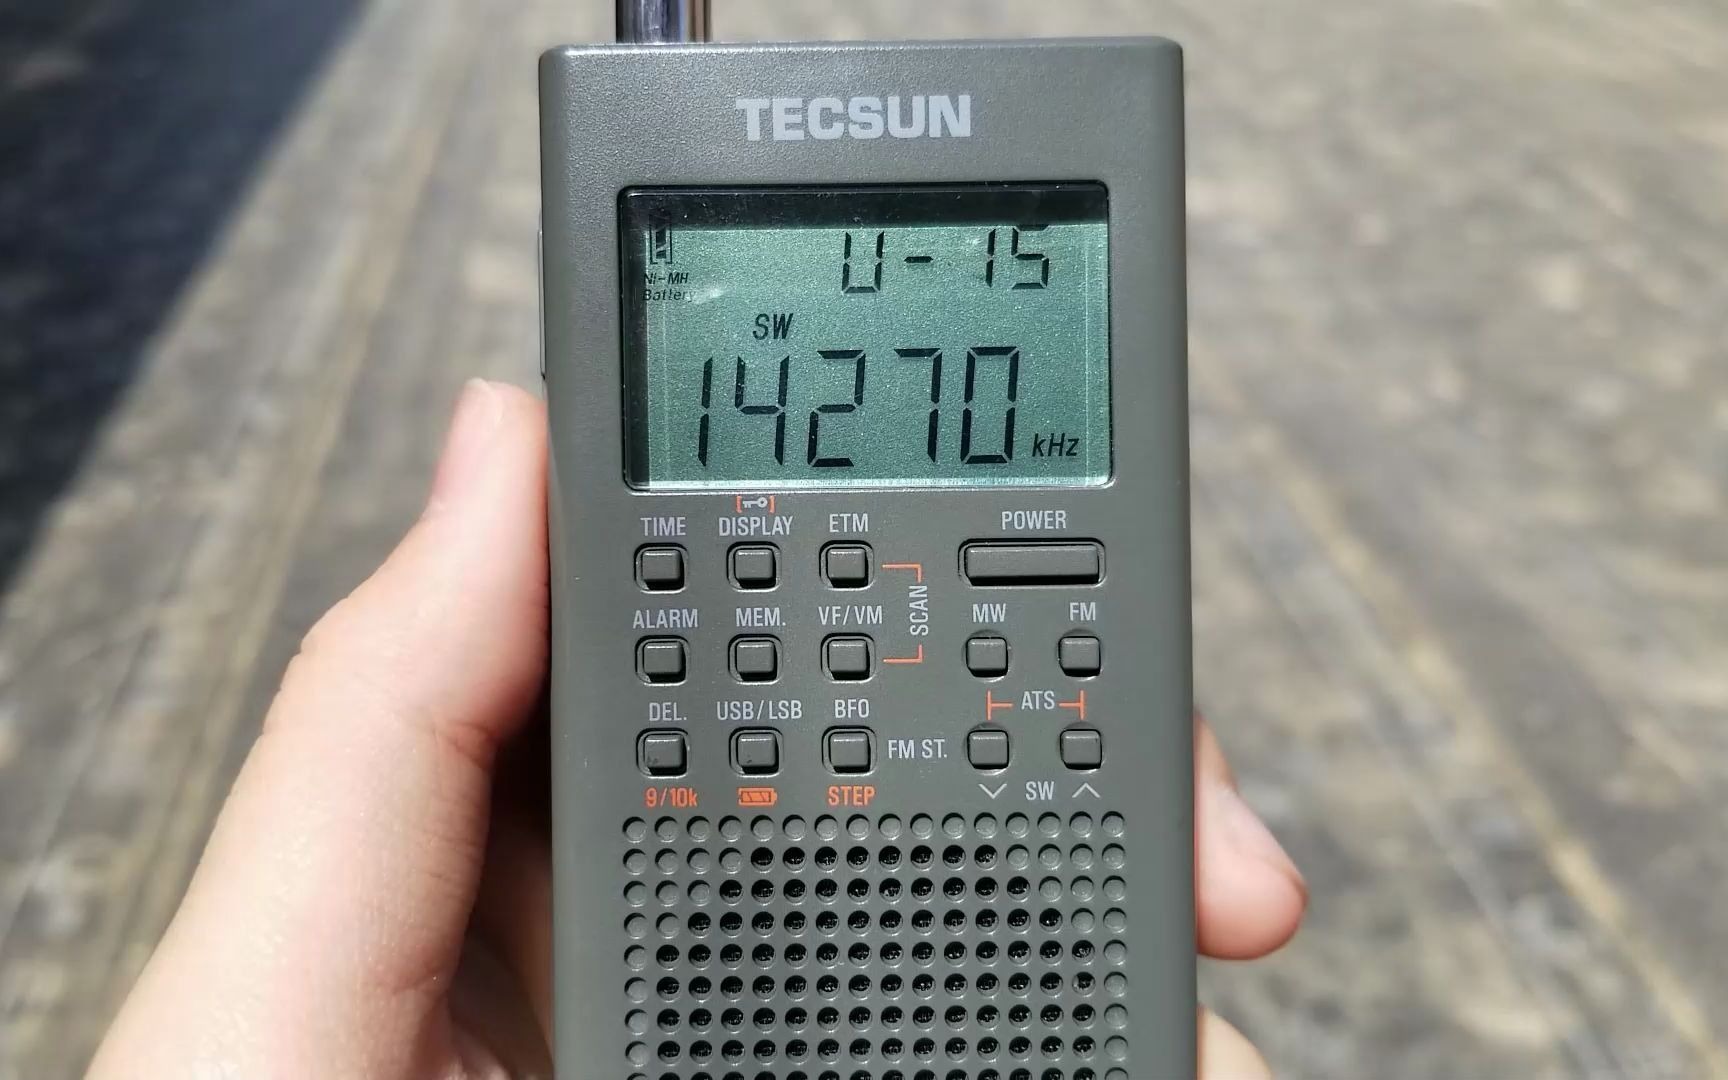 TECSUN
U-15
Ni-MH
Battery
SW
14270 kHz
TIME DISPLAY ETM POWER
ALARM MEM. VF/VM SCAN MW FM
ATS
DEL. USB/LSB BFO
FM ST.
9/10k STEP SW